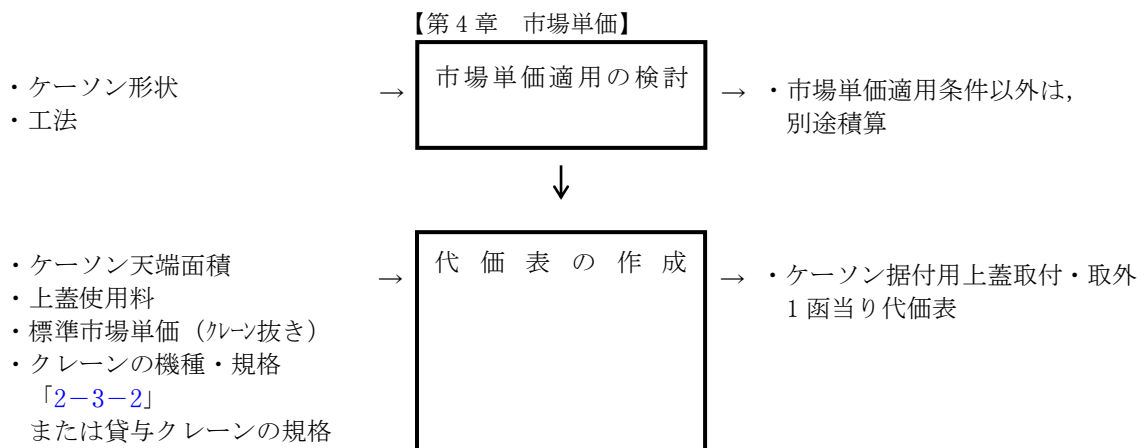 【第4章 市場単価】
・ケーソン形状
・工法
→
市場単価適用の検討
→
・市場単価適用条件以外は，
別途積算
↓
・ケーソン天端面積
・上蓋使用料
・標準市場単価（ｸﾚｰﾝ抜き）
・クレーンの機種・規格
「2－3－2」
または貸与クレーンの規格
→
代価表の作成
→
・ケーソン据付用上蓋取付・取外
1函当り代価表